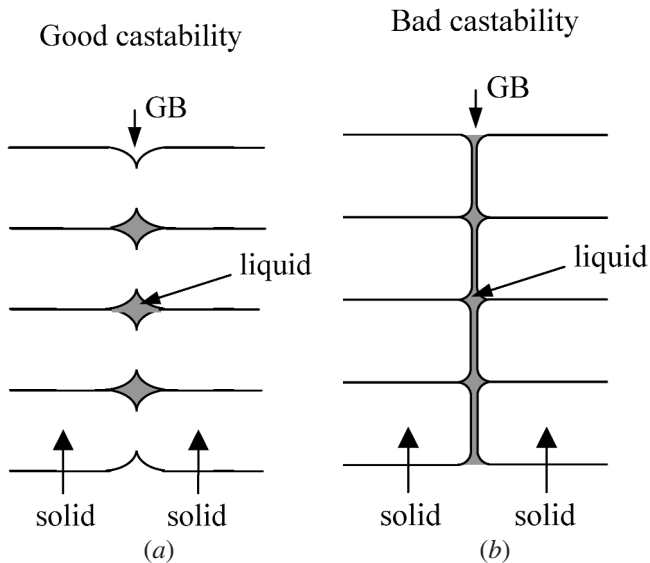 Good castability
GB
liquid
solid
solid
(a)
Bad castability
GB
liquid
solid
solid
(b)